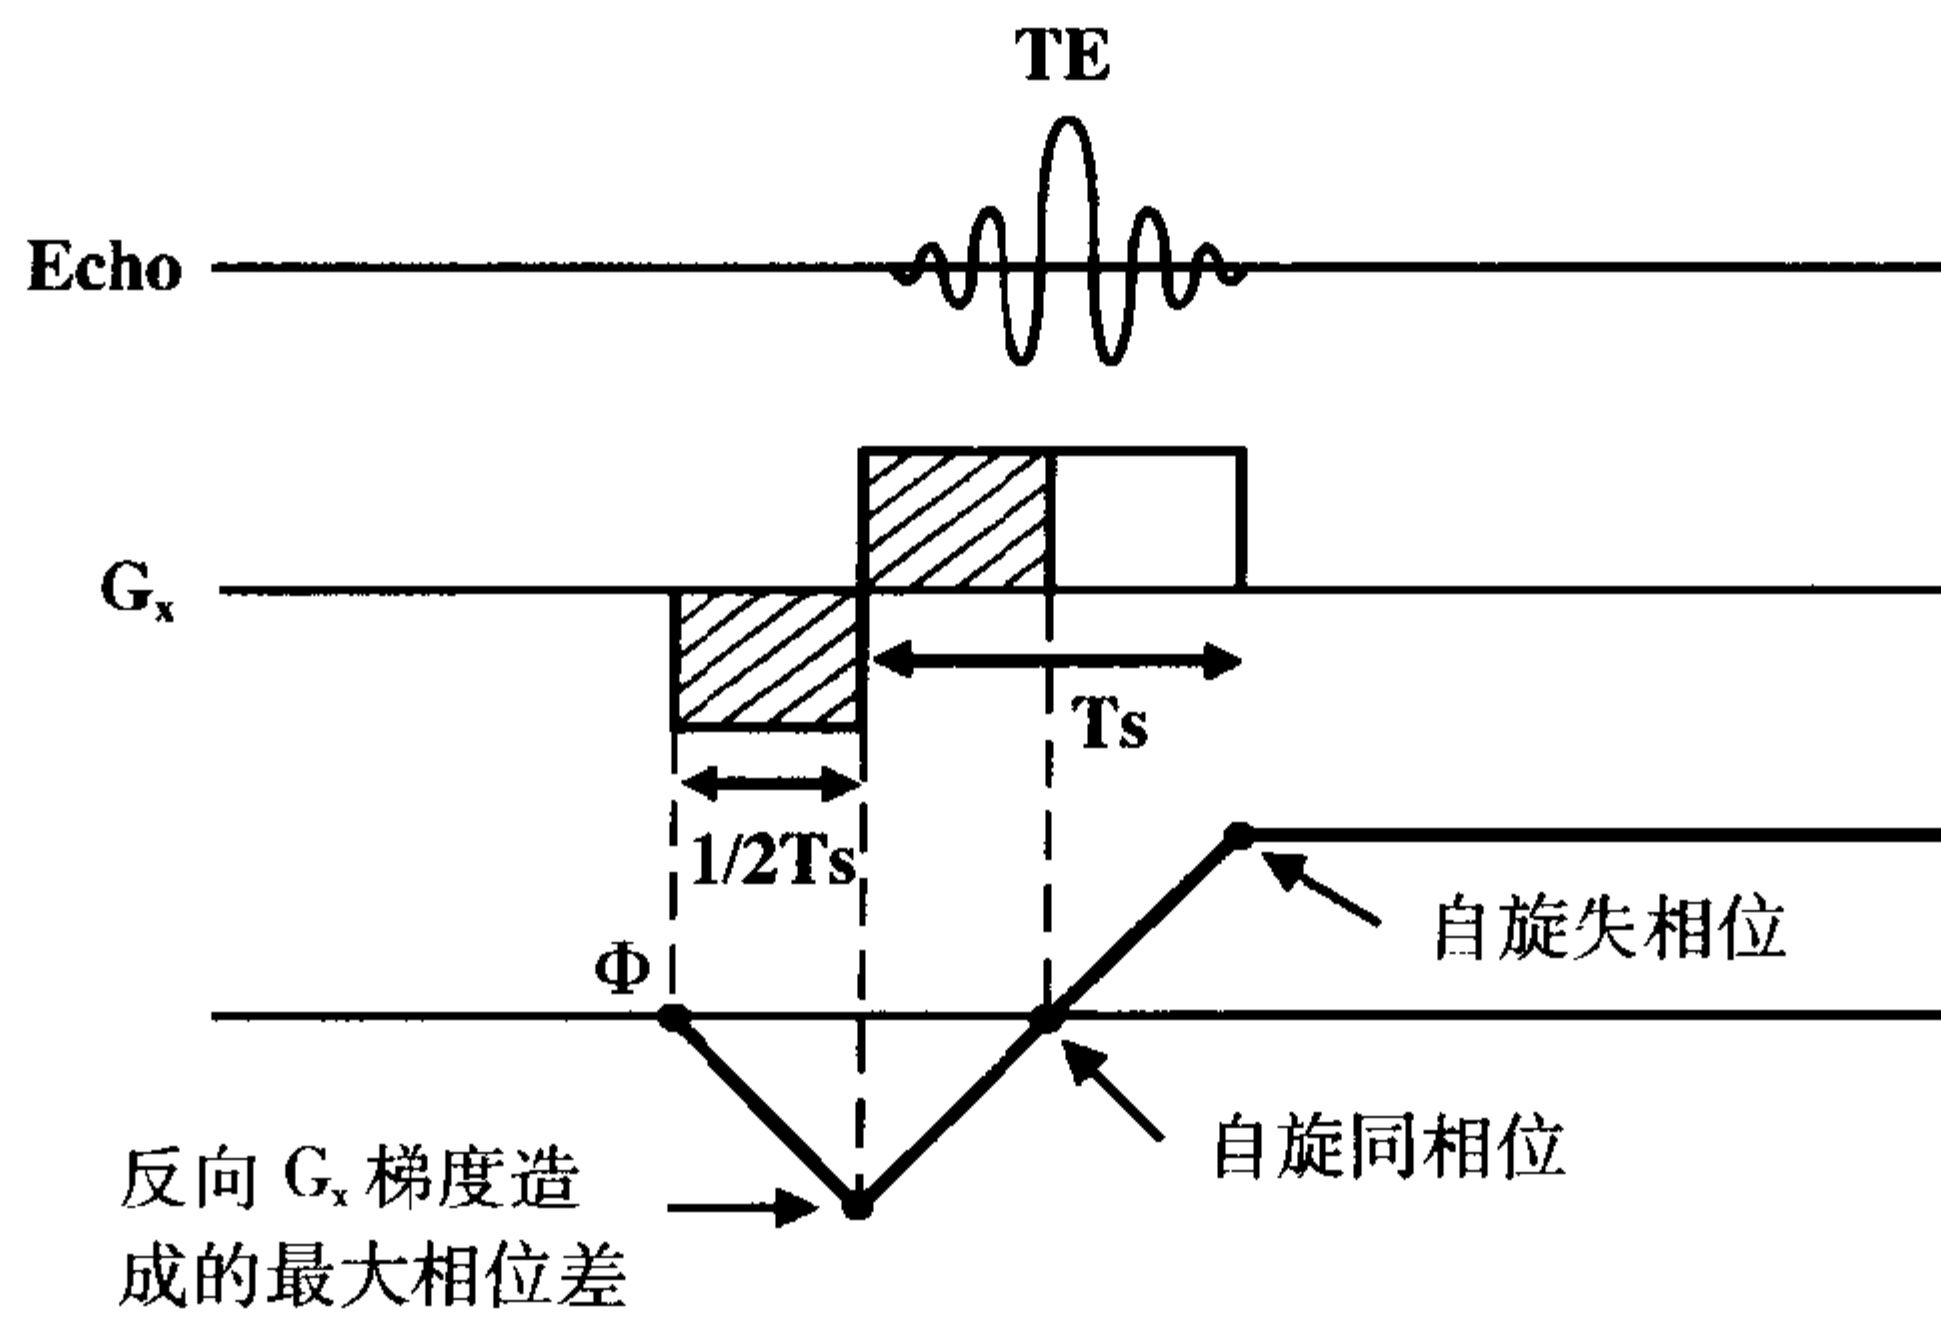 TE
Echo
Gx
Ts
1/2Ts
Φ
自旋失相位
自旋同相位
反向 Gx 梯度造
成的最大相位差